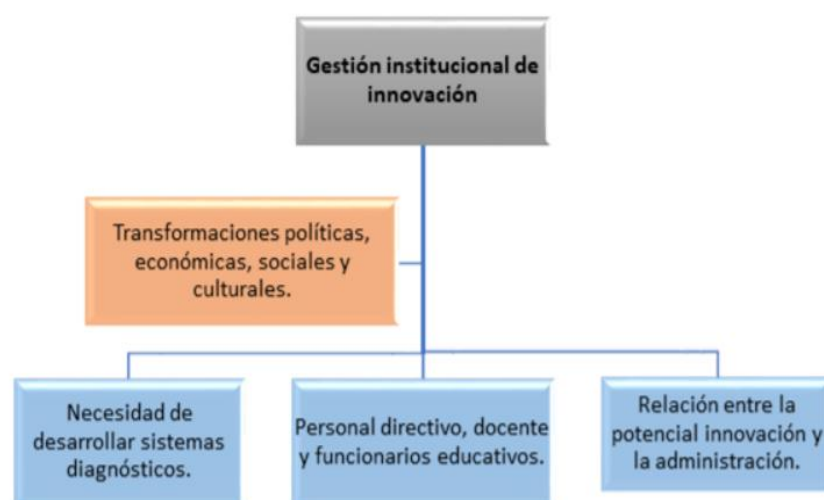 Gestión institucional de
innovación
Transformaciones políticas,
económicas, sociales y
culturales.
Necesidad de
desarrollar sistemas
diagnósticos.
Personal directivo, docente
y funcionarios educativos.
Relación entre la
potencial innovación y
la administración.